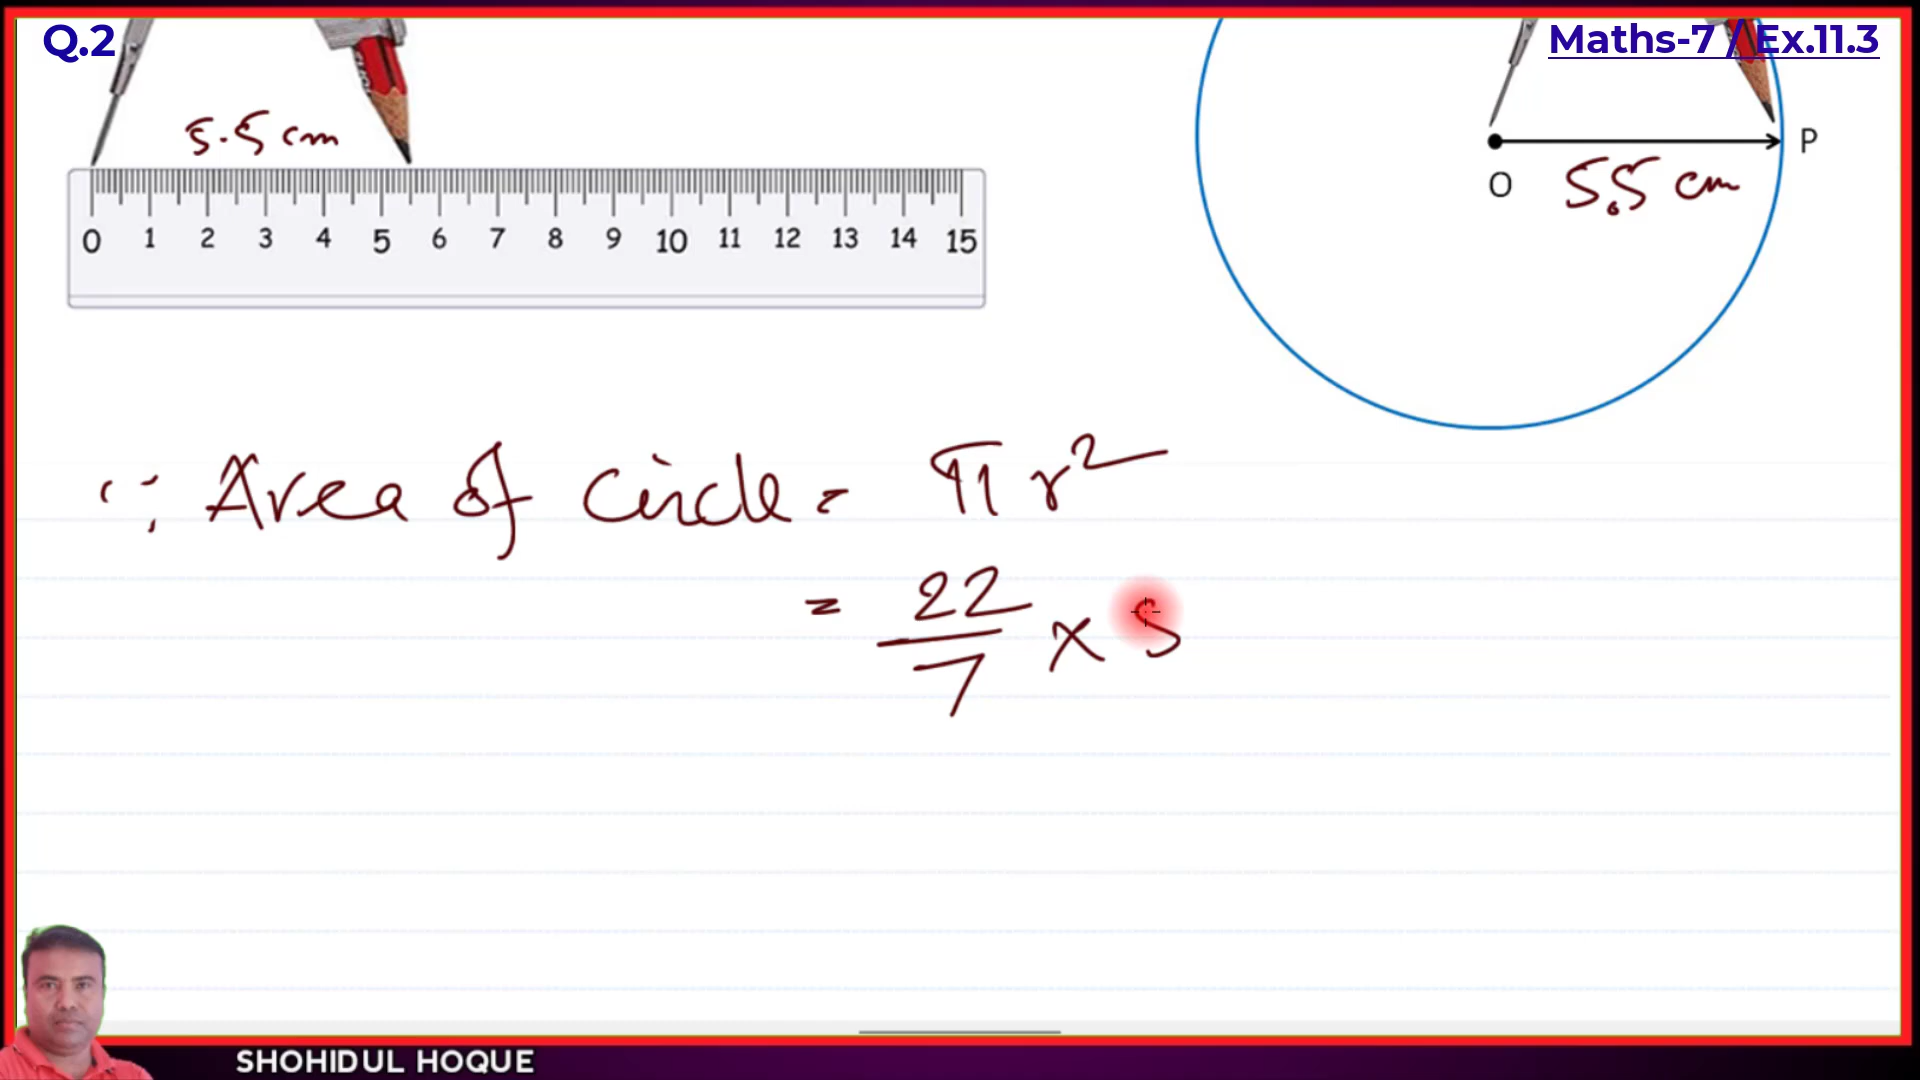 Q.2
Maths-7 / Ex.11.3
5.5 cm
0 1 2 3 4 5 6 7 8 9 10 11 12 13 14 15
P
O
5.5 cm
∵ Area of circle = πr²
= 22/7 × 5
SHOHIDUL HOQUE